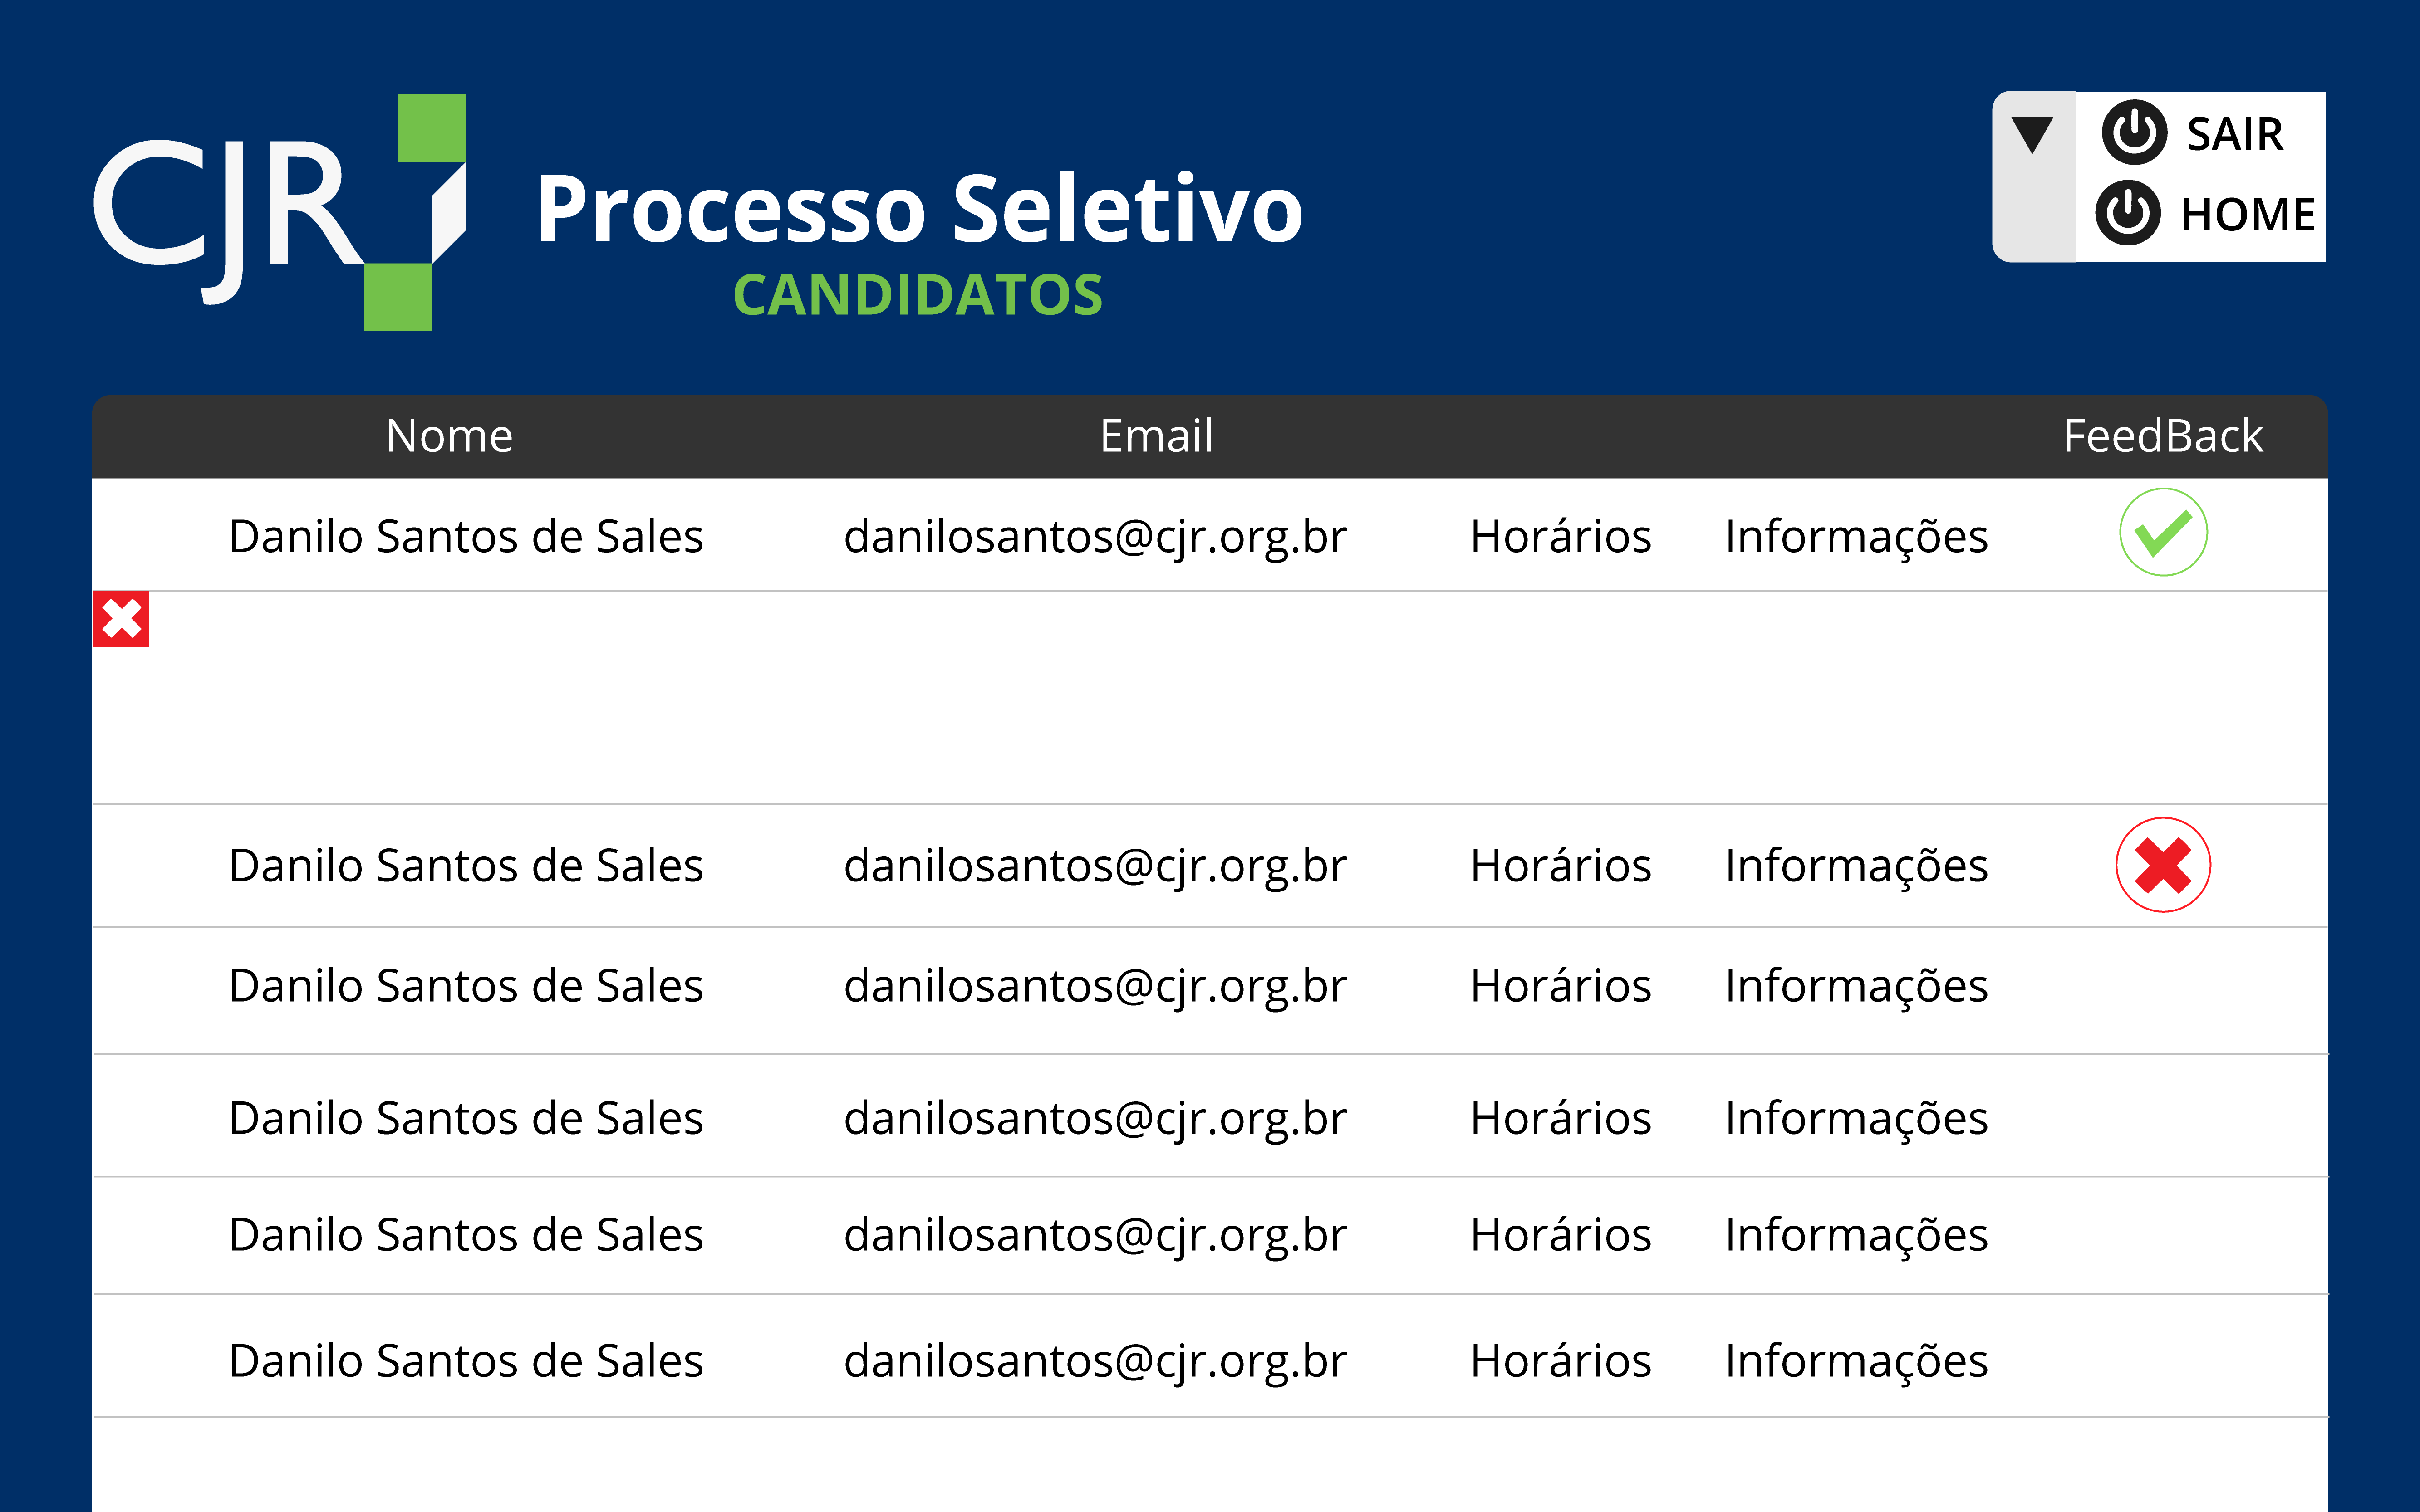 CJR
Processo Seletivo
CANDIDATOS
SAIR
HOME
Nome Email FeedBack
Danilo Santos de Sales danilosantos@cjr.org.br Horários Informações
Danilo Santos de Sales danilosantos@cjr.org.br Horários Informações
Danilo Santos de Sales danilosantos@cjr.org.br Horários Informações
Danilo Santos de Sales danilosantos@cjr.org.br Horários Informações
Danilo Santos de Sales danilosantos@cjr.org.br Horários Informações
Danilo Santos de Sales danilosantos@cjr.org.br Horários Informações